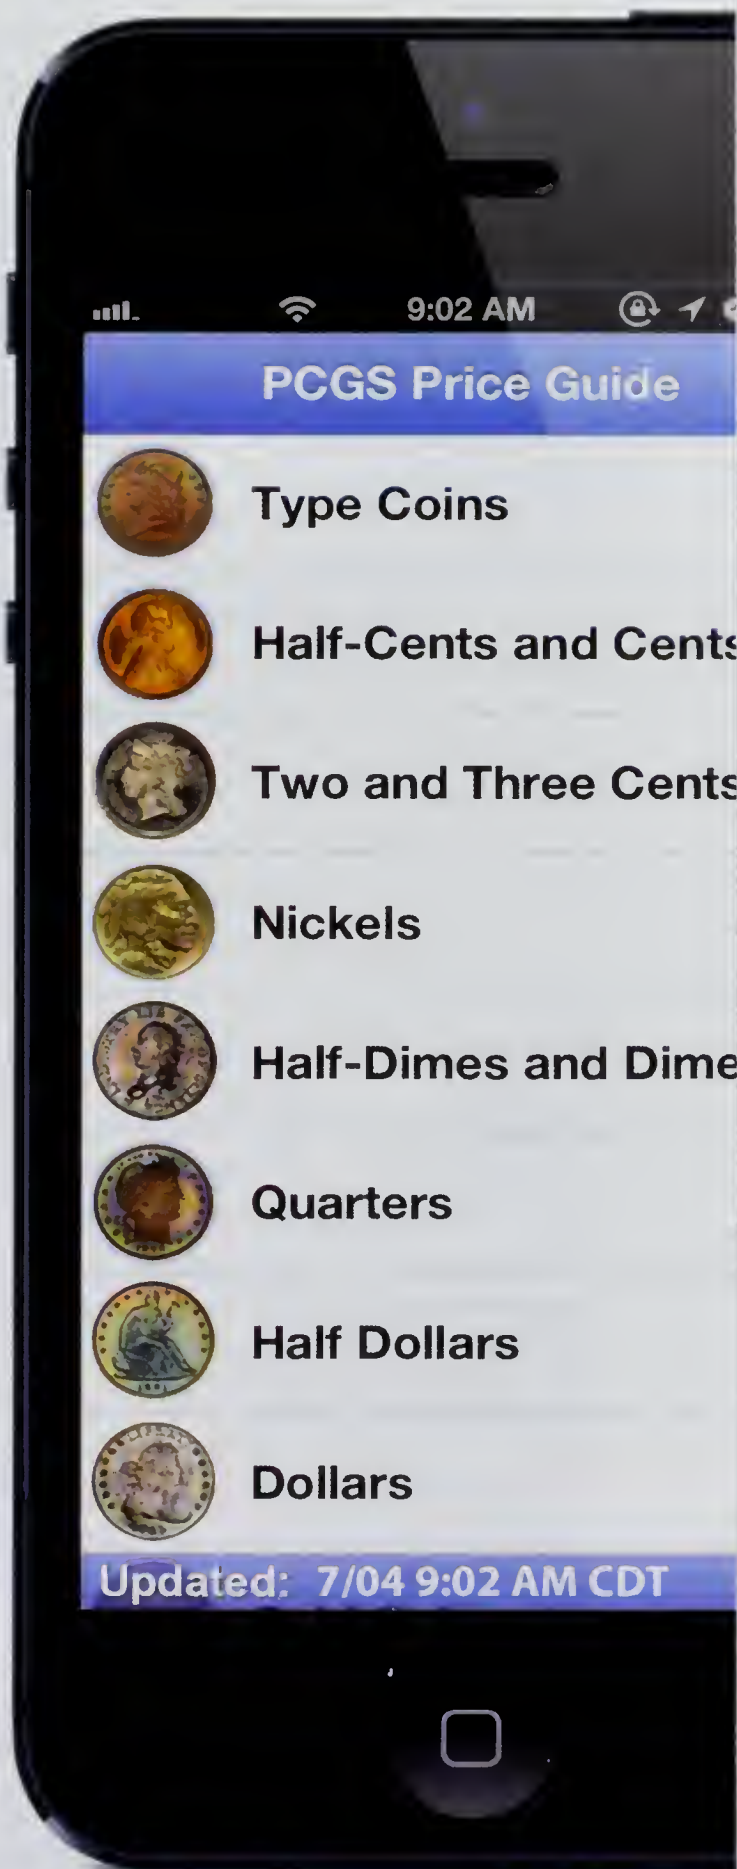 9:02 AM
PCGS Price Guide
Type Coins
Half-Cents and Cents
Two and Three Cents
Nickels
Half-Dimes and Dime
Quarters
Half Dollars
Dollars
Updated: 7/04 9:02 AM CDT